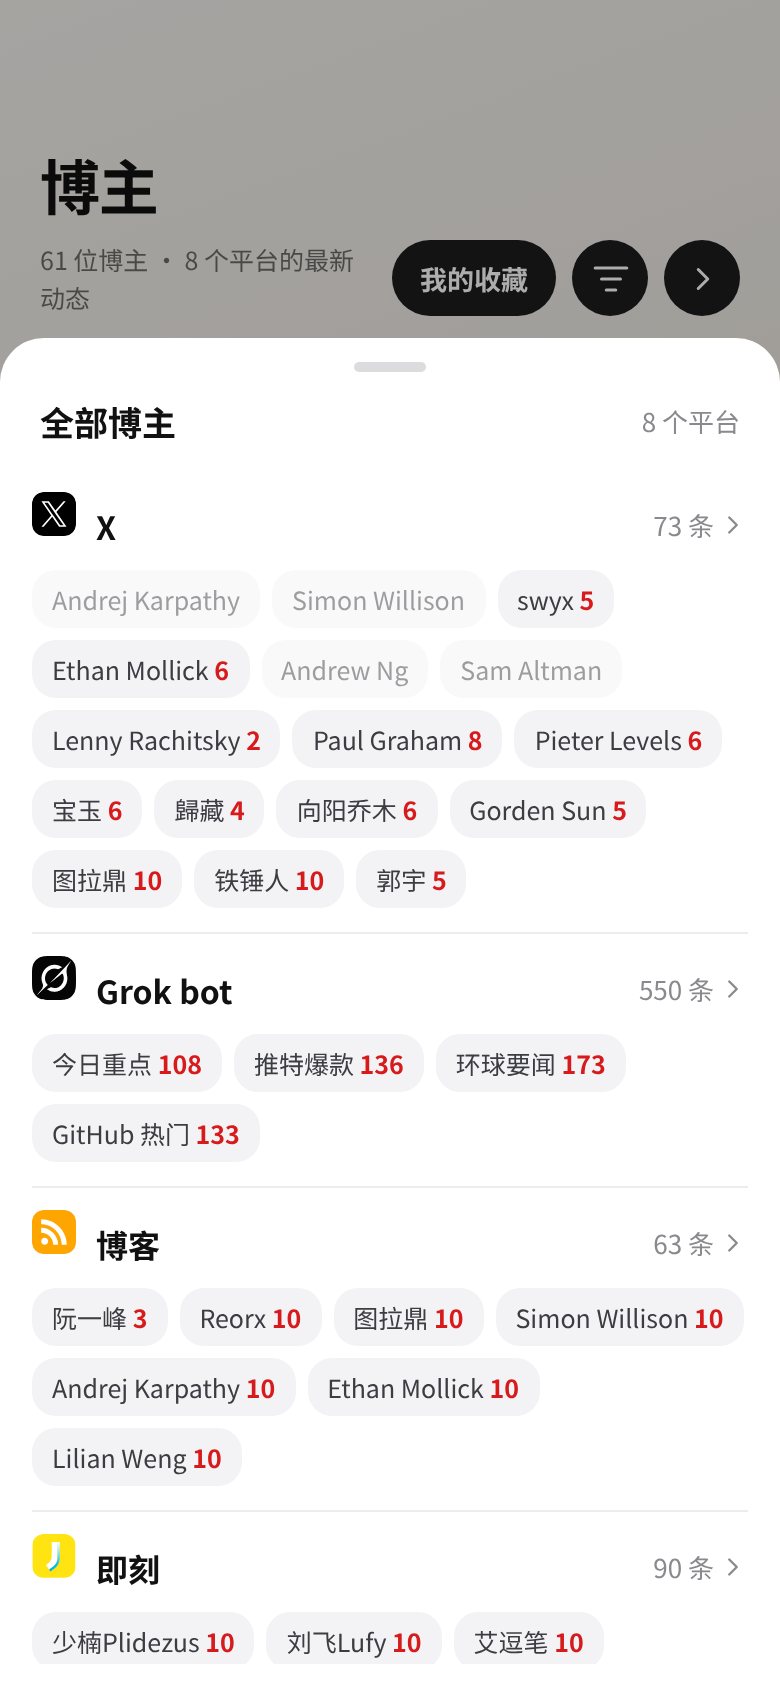 博主
61 位博主 · 8 个平台的最新
动态
我的收藏
全部博主
8 个平台
X
73 条
Andrej Karpathy
Simon Willison
swyx 5
Ethan Mollick 6
Andrew Ng
Sam Altman
Lenny Rachitsky 2
Paul Graham 8
Pieter Levels 6
宝玉 6
歸藏 4
向阳乔木 6
Gorden Sun 5
图拉鼎 10
铁锤人 10
郭宇 5
Grok bot
550 条
今日重点 108
推特爆款 136
环球要闻 173
GitHub 热门 133
博客
63 条
阮一峰 3
Reorx 10
图拉鼎 10
Simon Willison 10
Andrej Karpathy 10
Ethan Mollick 10
Lilian Weng 10
即刻
90 条
少楠Plidezus 10
刘飞Lufy 10
艾逗笔 10